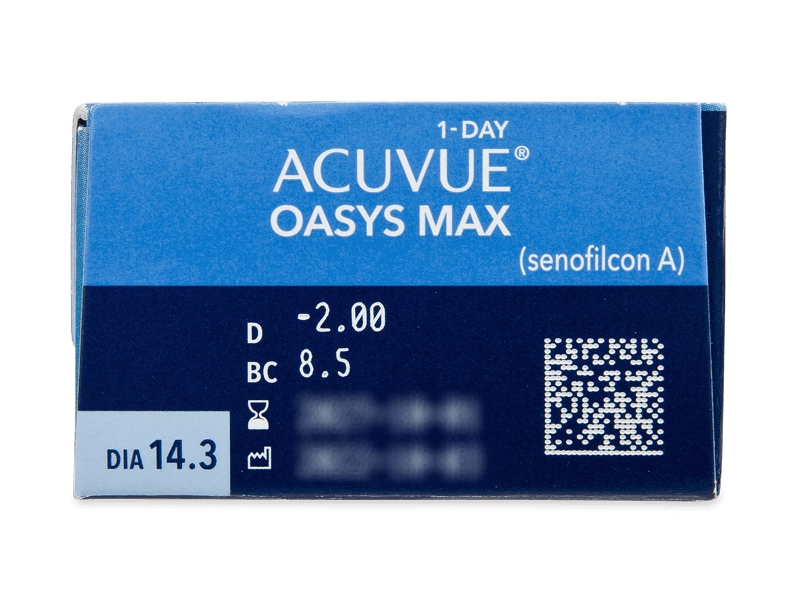 1-DAY
ACUVUE®
OASYS MAX
(senofilcon A)
D -2.00
BC 8.5
DIA 14.3